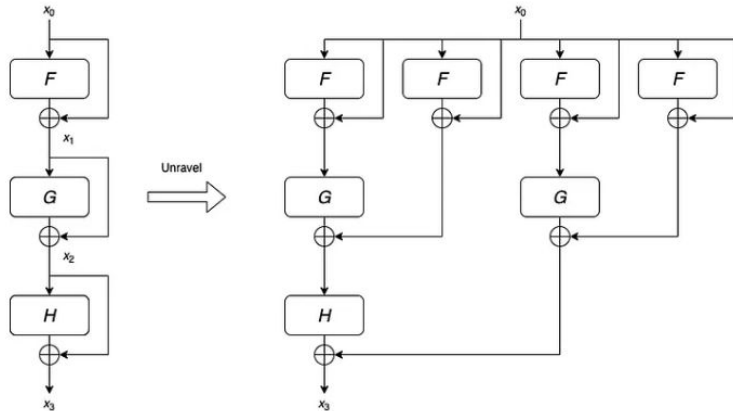 x₀ x₀
F F F F F
x₁
Unravel
G G G
x₂
H H
x₃ x₃